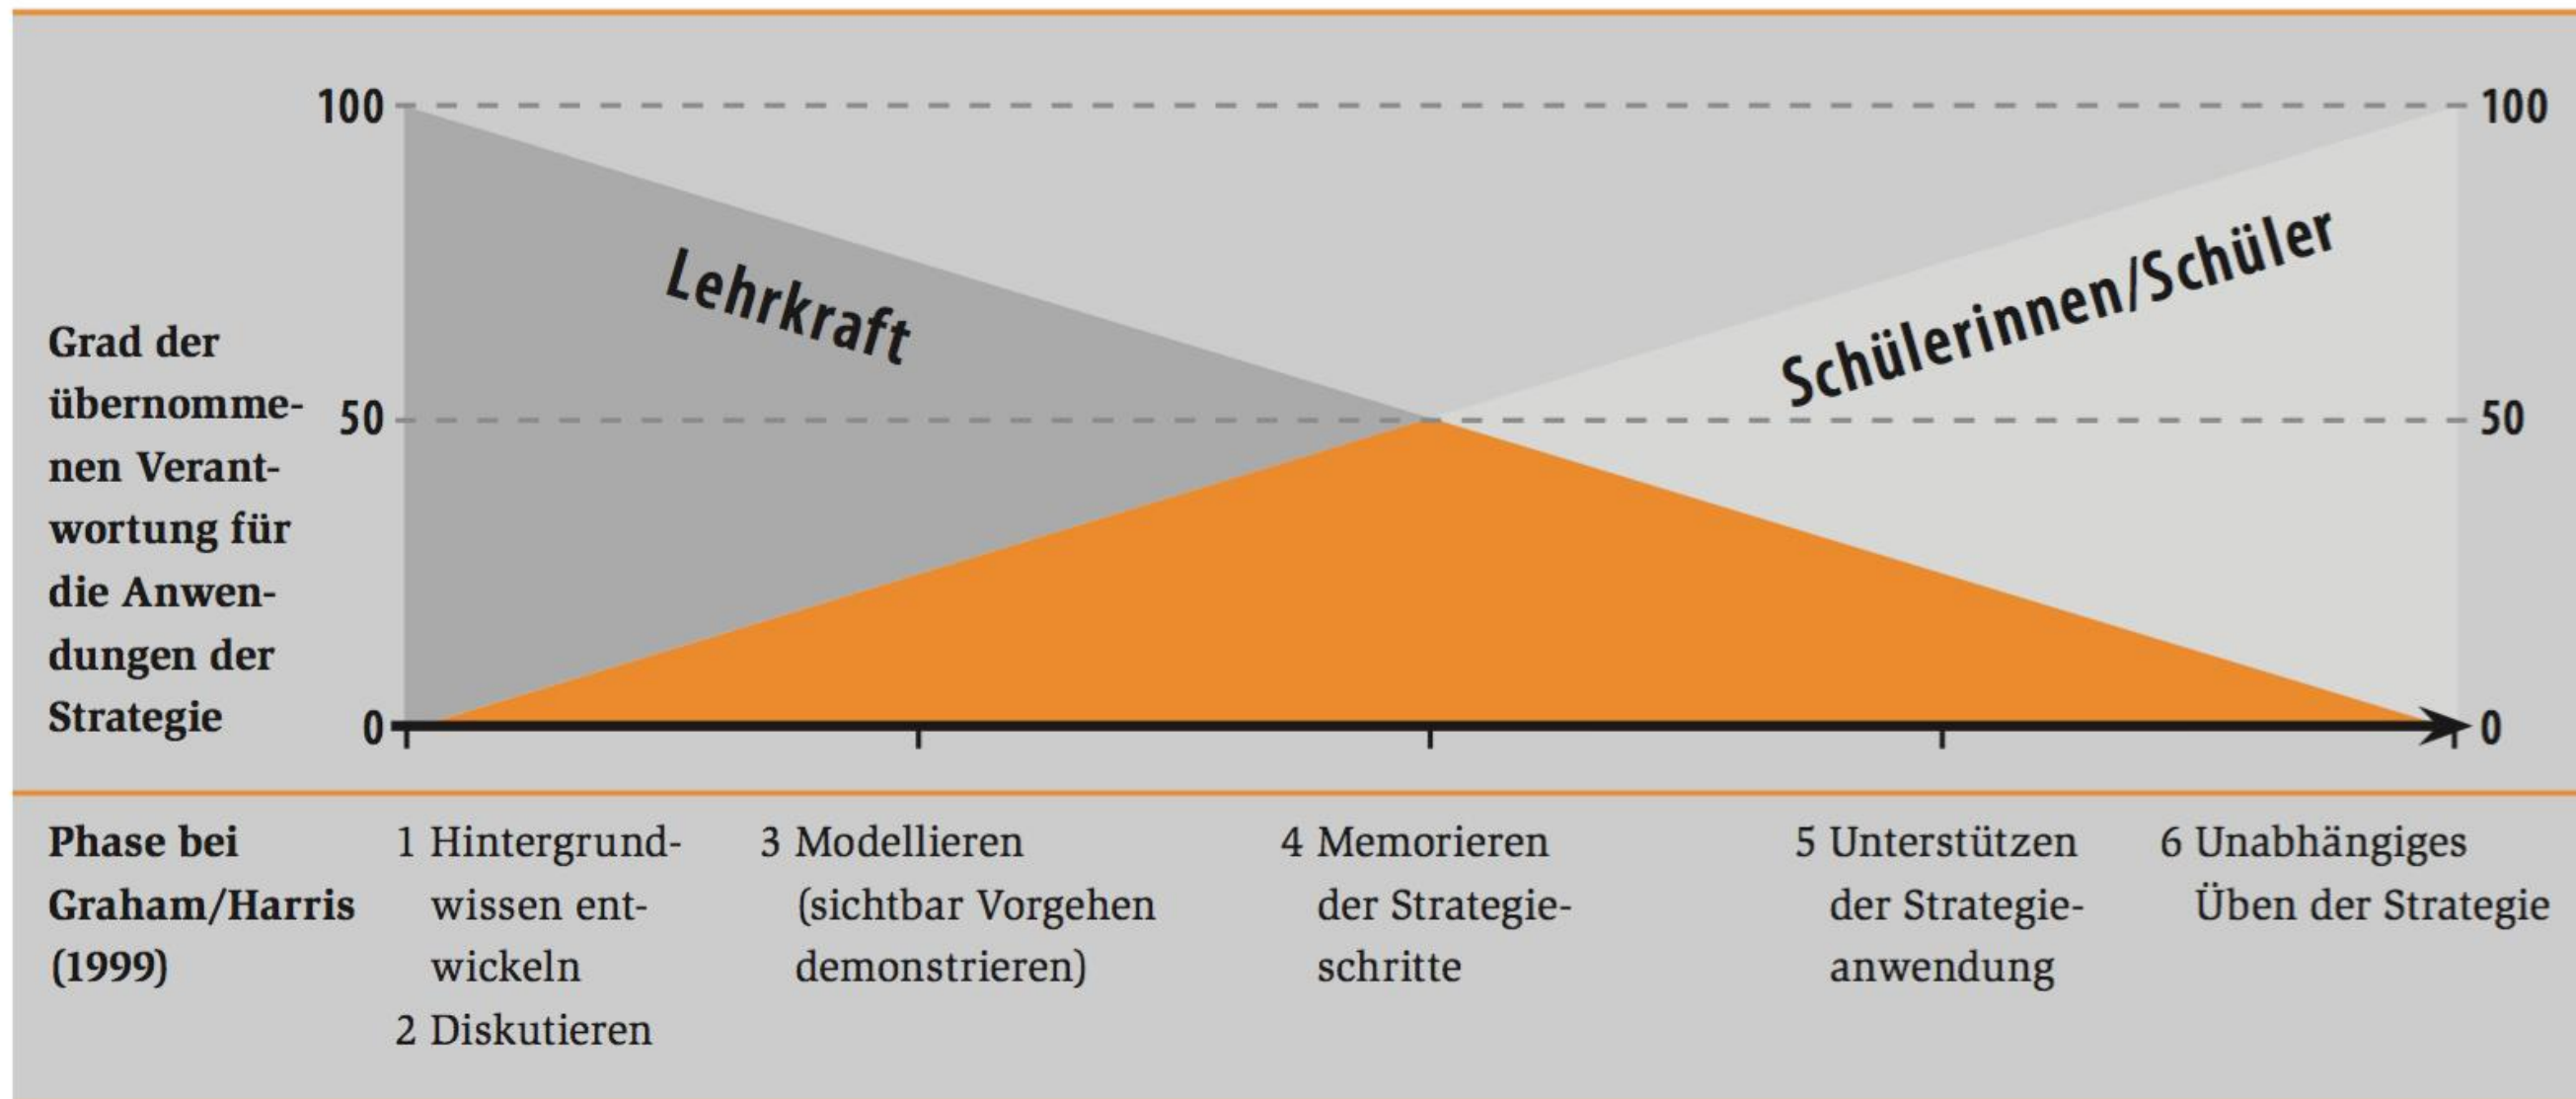 100
100
Lehrkraft
Schülerinnen/Schüler
Grad der
übernomme-
nen Verant-
wortung für
die Anwen-
dungen der
Strategie
50
50
0
0
Phase bei
Graham/Harris
(1999)
1 Hintergrund-
wissen ent-
wickeln
2 Diskutieren
3 Modellieren
(sichtbar Vorgehen
demonstrieren)
4 Memorieren
der Strategie-
schritte
5 Unterstützen
der Strategie-
anwendung
6 Unabhängiges
Üben der Strategie